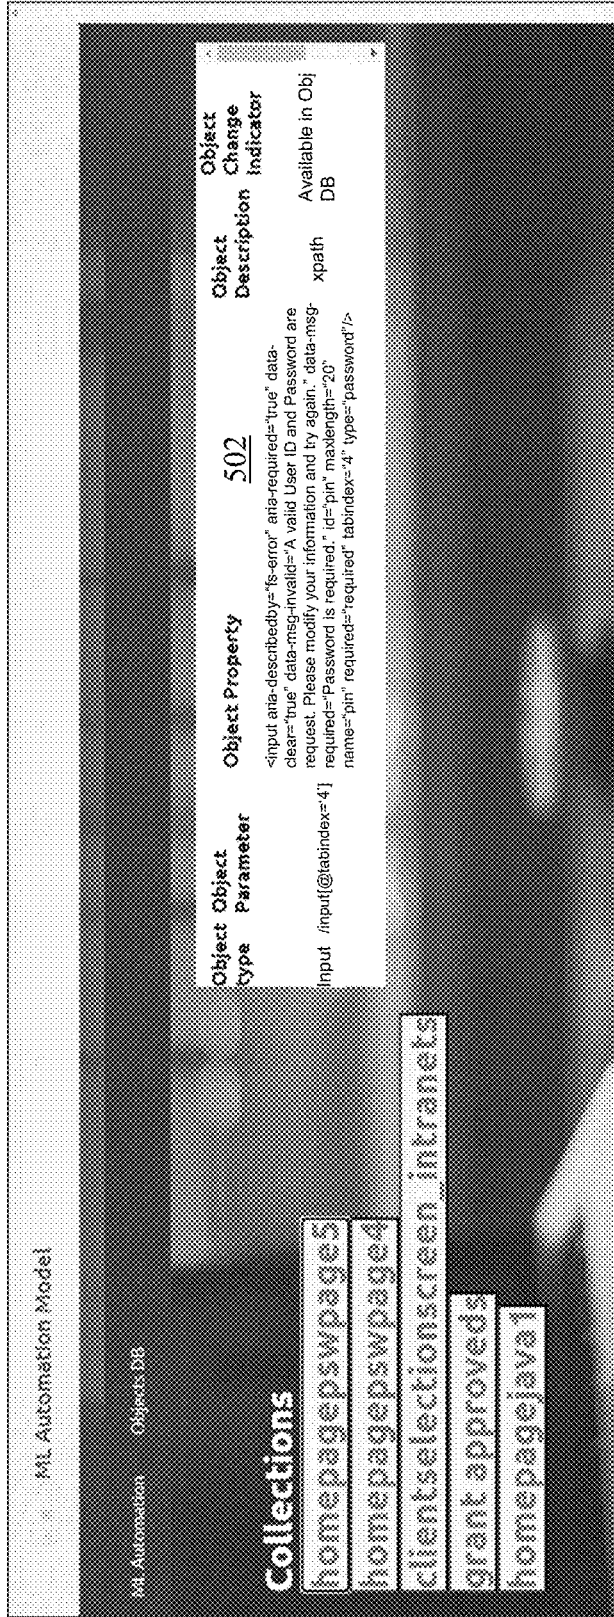 ML Automation Model
ML Automation Objects DB
Collections
homepagepswpage5
homepagepswpage4
clientselectionscreen_intranets
grant approveds
homepagejava1
Object type Object Parameter Object Property 502 Object Description Object Change Indicator
Input /input[@tabindex='4']
<input aria-describedby="fs-error" aria-required="true" data-
clear="true" data-msg-invalid="A valid User ID and Password are
request. Please modify your information and try again." data-msg-
required="Password is required." id="pin" maxlength="20"
name="pin" required="required" tabindex="4" type="password"/>
xpath
Available in Obj
DB